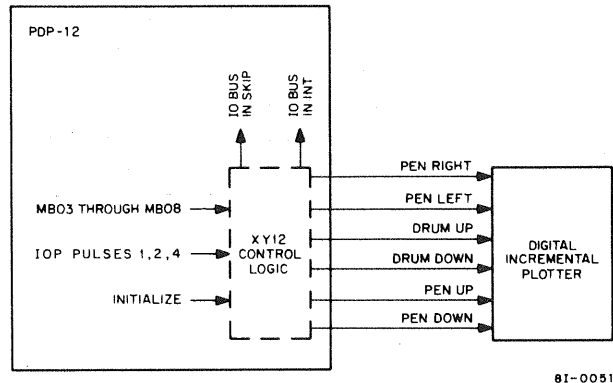 PDP-12
IO BUS
IN SKIP
IO BUS
IN INT
MB03 THROUGH MB08
IOP PULSES 1,2,4
INITIALIZE
XY12
CONTROL
LOGIC
PEN RIGHT
PEN LEFT
DRUM UP
DRUM DOWN
PEN UP
PEN DOWN
DIGITAL
INCREMENTAL
PLOTTER
8I-0051